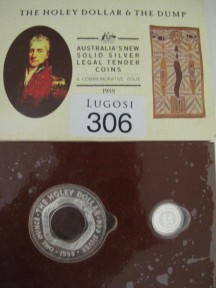 THE HOLEY DOLLAR & THE DUMP
AUSTRALIA'S NEW
SOLID SILVER
LEGAL TENDER
COINS
A COMMEMORATIVE ISSUE
1988
LUGOSI
306
THE HOLEY DOLLAR
1988